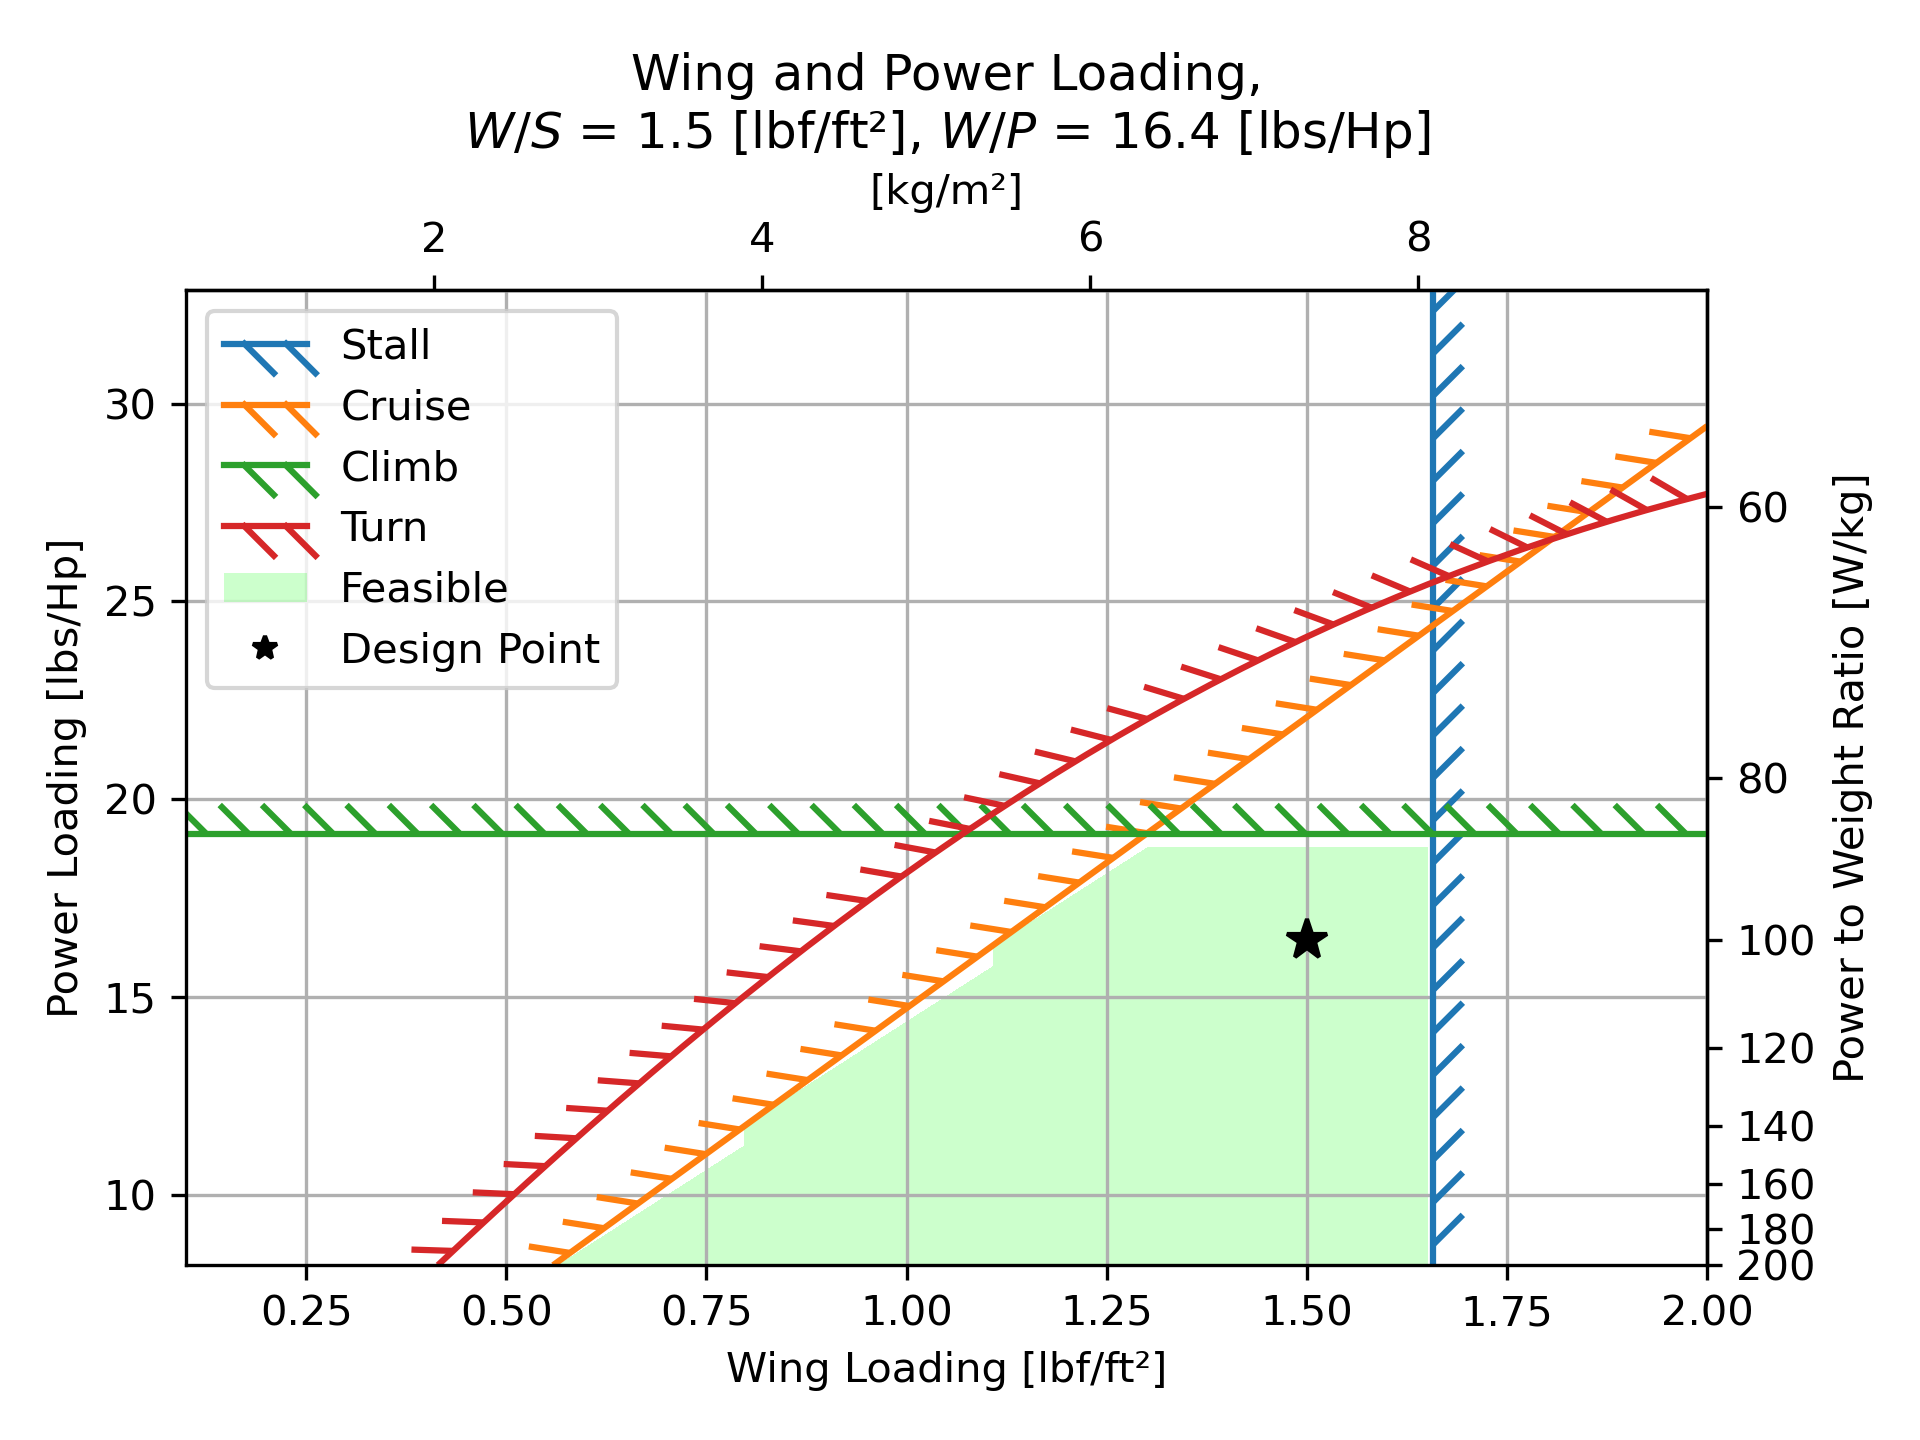 Wing and Power Loading,
W/S = 1.5 [lbf/ft²], W/P = 16.4 [lbs/Hp]
[kg/m²]
2 4 6 8
Stall
Cruise
Climb
Turn
Feasible
Design Point
Power Loading [lbs/Hp]
30
25
20
15
10
60
80
100
120
140
160
180
200
Power to Weight Ratio [W/kg]
0.25 0.50 0.75 1.00 1.25 1.50 1.75 2.00
Wing Loading [lbf/ft²]